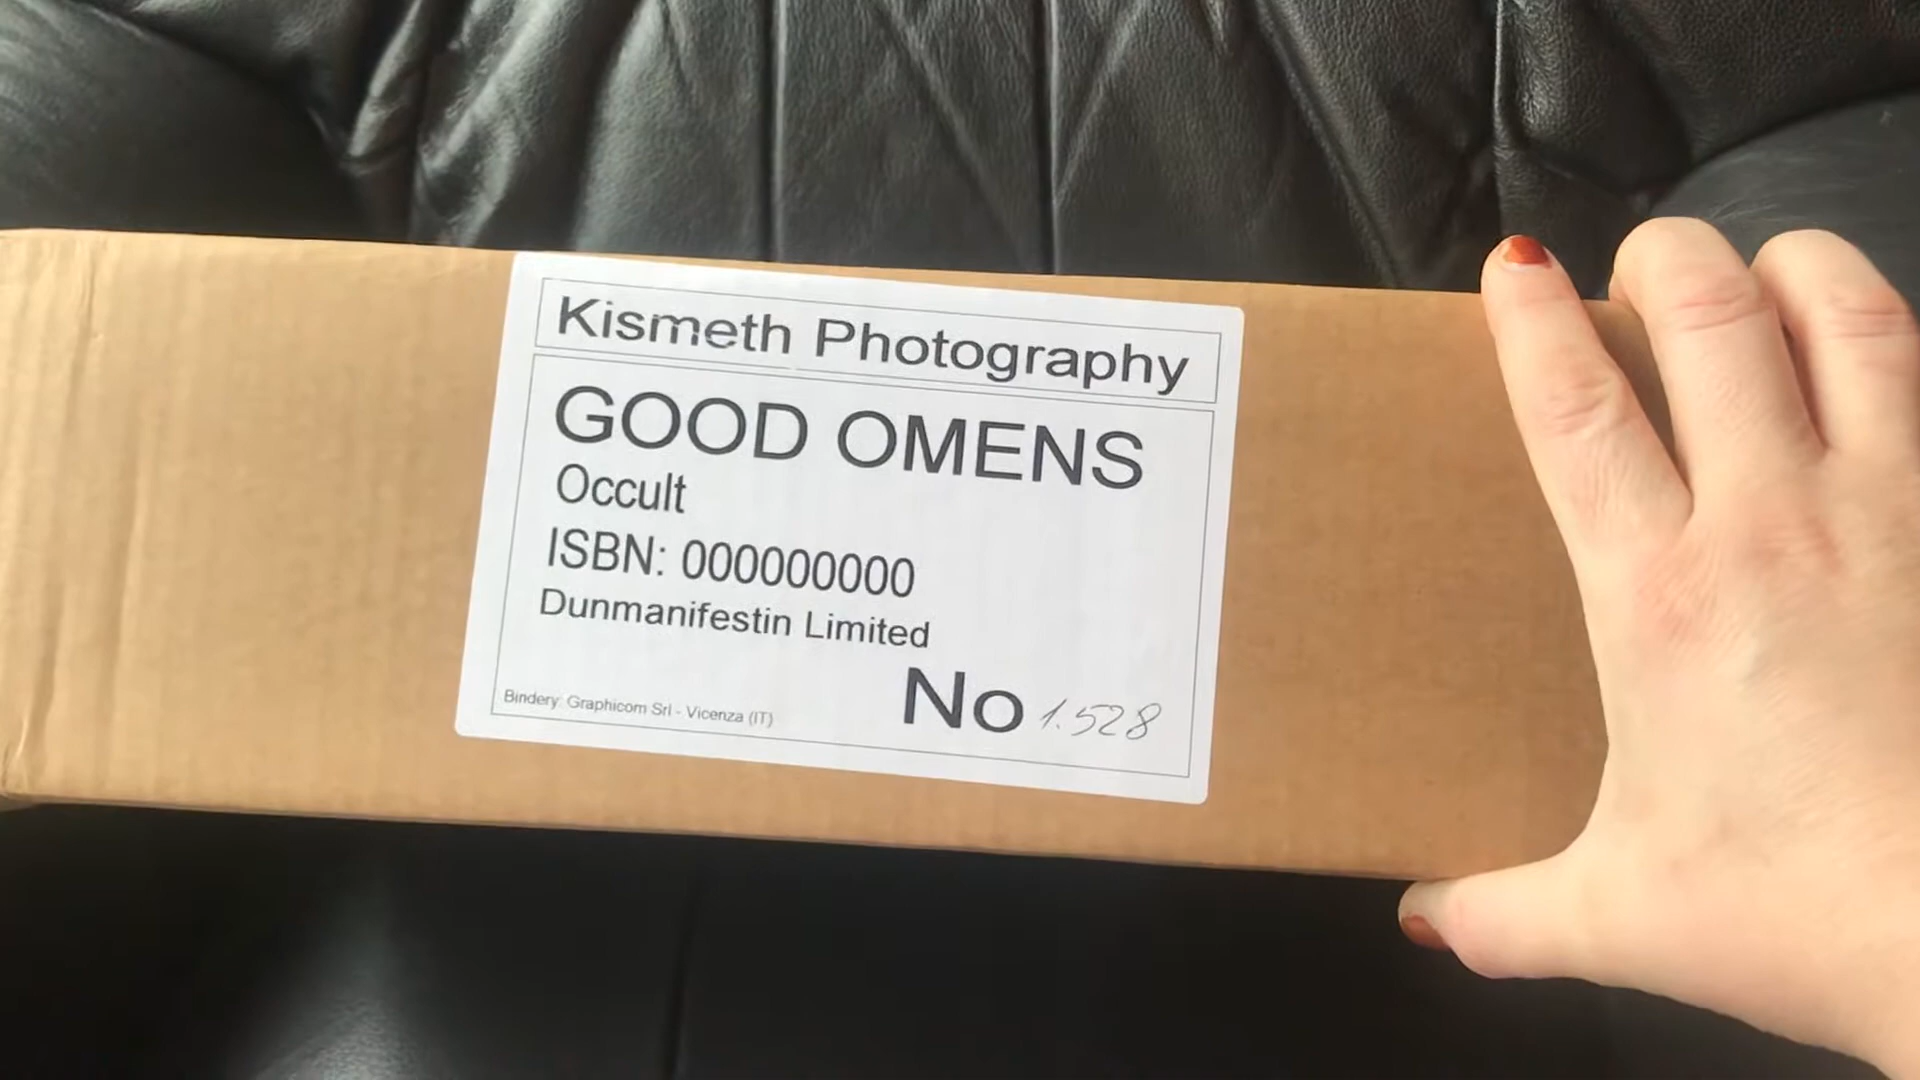 Kismeth Photography
GOOD OMENS
Occult
ISBN: 000000000
Dunmanifestin Limited
Bindery: Graphicom Srl - Vicenza (IT)
No 1.528